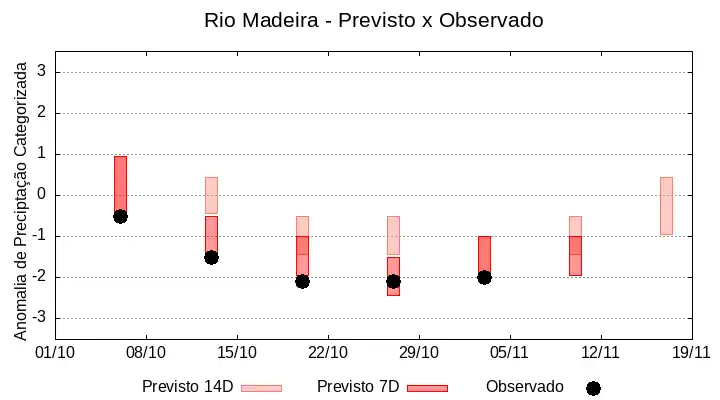 Rio Madeira - Previsto x Observado
Anomalia de Preciptação Categorizada
3
2
1
0
-1
-2
-3
01/10 08/10 15/10 22/10 29/10 05/11 12/11 19/11
Previsto 14D Previsto 7D Observado